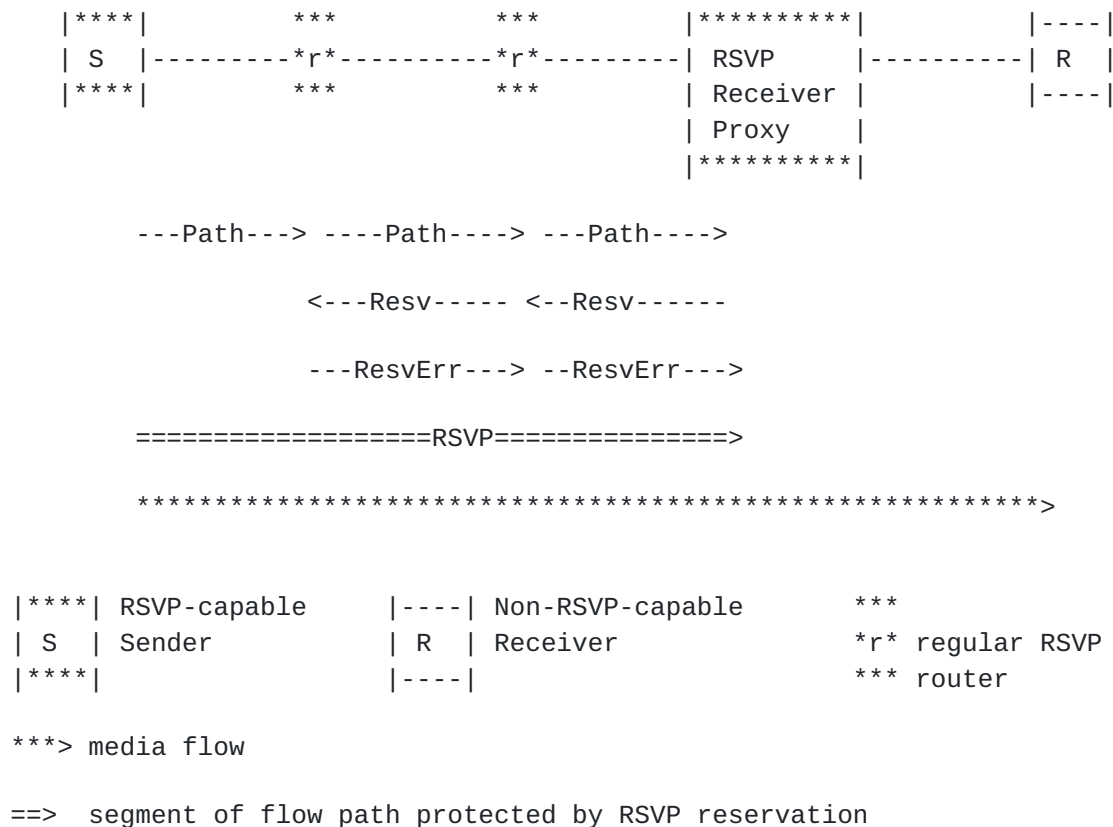 |****|         ***          ***         |**********|          |----|
| S  |---------*r*----------*r*---------| RSVP     |----------| R  |
|****|         ***          ***         | Receiver |          |----|
                                        | Proxy    |
                                        |**********|
---Path---> ----Path----> ---Path---->
<---Resv----- <--Resv------
---ResvErr---> --ResvErr--->
===================RSVP===============>
**********************************************************>
|****| RSVP-capable     |----| Non-RSVP-capable       ***
| S  | Sender           | R  | Receiver              *r* regular RSVP
|****|                  |----|                       *** router
***> media flow
==>  segment of flow path protected by RSVP reservation